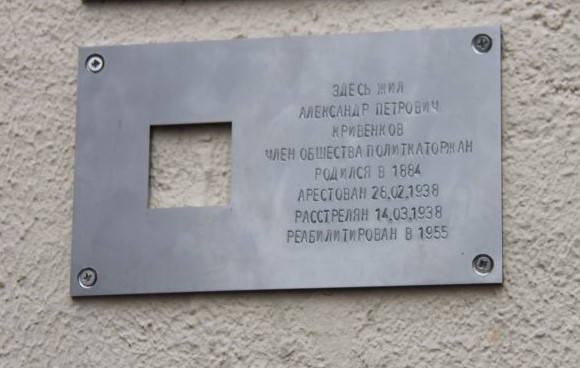 ЗДЕСЬ ЖИЛ
АЛЕКСАНДР ПЕТРОВИЧ
КРИВЕНКОВ
ЧЛЕН ОБЩЕСТВА ПОЛИТКАТОРЖАН
РОДИЛСЯ В 1884
АРЕСТОВАН 26.02.1938
РАССТРЕЛЯН 14.03.1938
РЕАБИЛИТИРОВАН В 1955